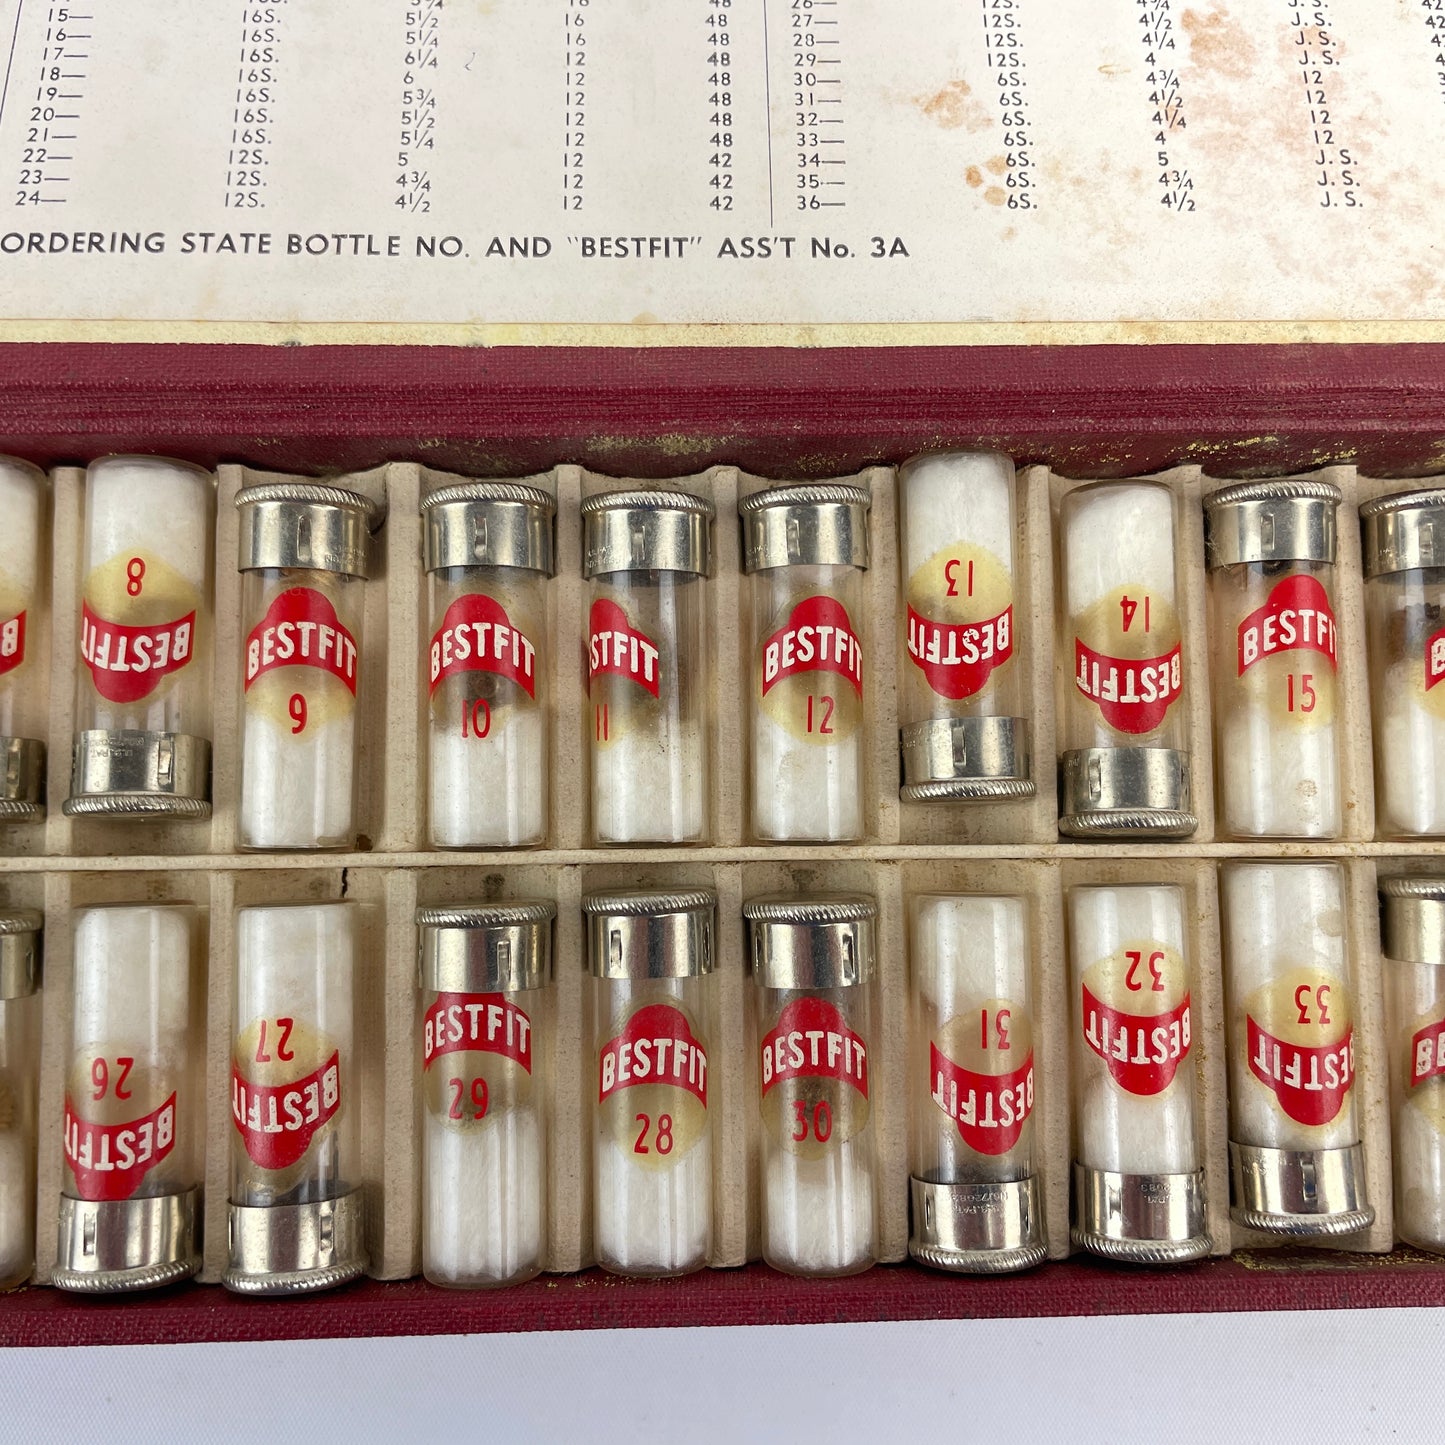 15— 16S. 5½ 16 48 27— 12S. 4½ J. S.
16— 16S. 5¼ 16 48 28— 12S. 4¼ J. S.
17— 16S. 6¼ 12 48 29— 12S. 4 J. S.
18— 16S. 6 12 48 30— 6S. 4¾ 12
19— 16S. 5¾ 12 48 31— 6S. 4½ 12
20— 16S. 5½ 12 48 32— 6S. 4¼ 12
21— 16S. 5¼ 12 48 33— 6S. 4 12
22— 12S. 5 12 42 34— 6S. 5 J. S.
23— 12S. 4¾ 12 42 35— 6S. 4¾ J. S.
24— 12S. 4½ 12 42 36— 6S. 4½ J. S.
ORDERING STATE BOTTLE NO. AND "BESTFIT" ASS'T No. 3A
8
BESTFIT
BESTFIT
9
BESTFIT
10
STFIT
11
BESTFIT
12
13
BESTFIT
14
BESTFIT
BESTFI
15
26
BESTFIT
27
BESTFIT
BESTFIT
29
BESTFIT
28
BESTFIT
30
31
BESTFIT
32
BESTFIT
33
BESTFIT